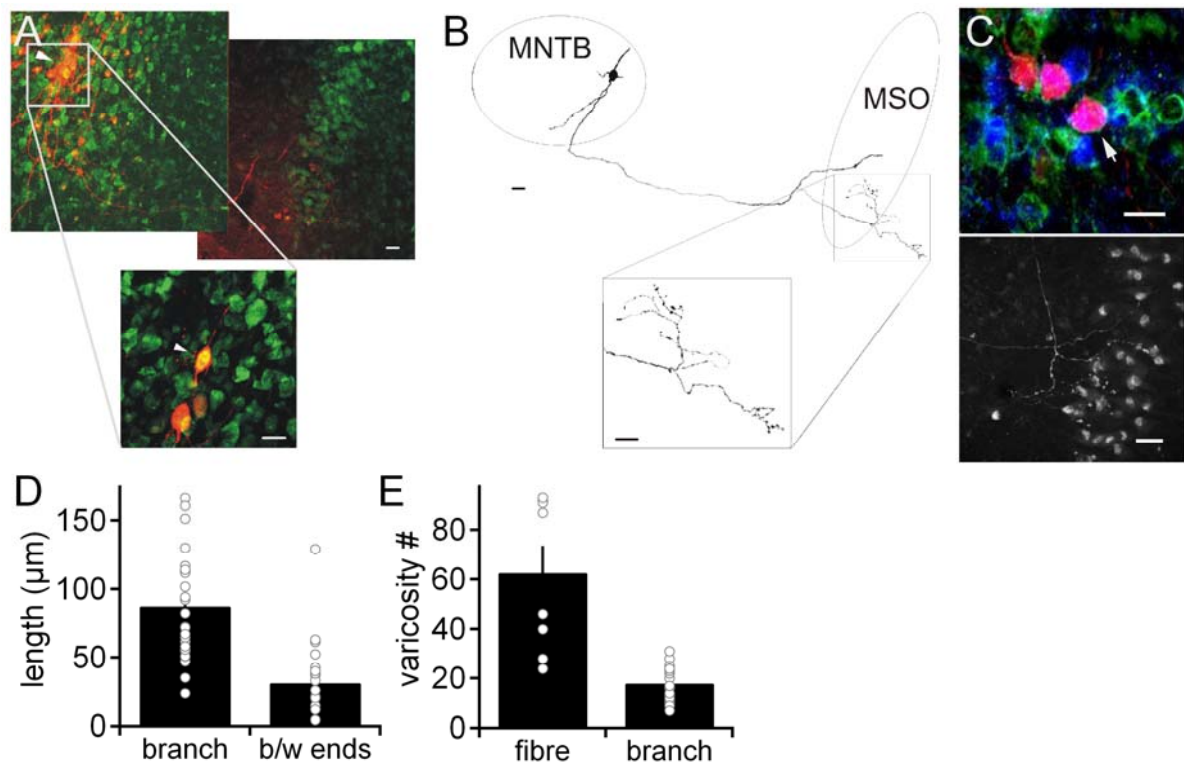 A
B
MNTB
MSO
C
D
length (µm)
150
100
50
0
branch
b/w ends
E
varicosity #
80
60
40
20
0
fibre
branch